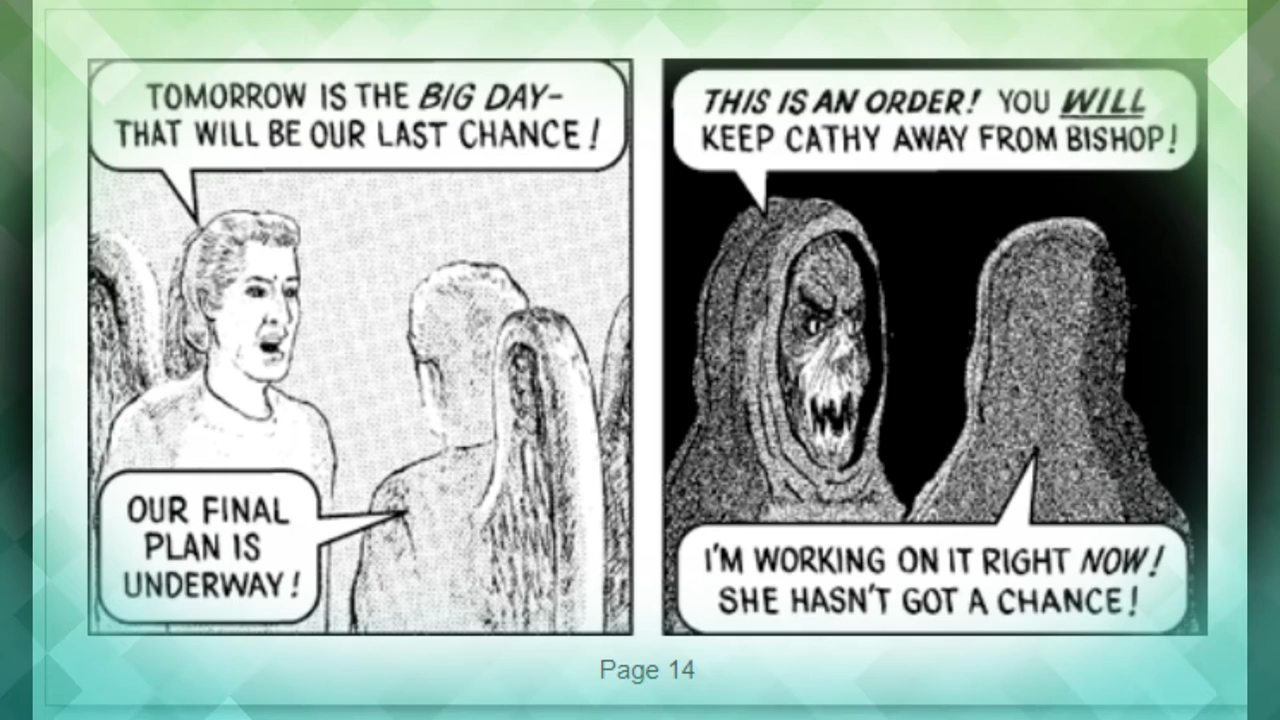 TOMORROW IS THE BIG DAY-
THAT WILL BE OUR LAST CHANCE!
OUR FINAL
PLAN IS
UNDERWAY!
THIS IS AN ORDER! YOU WILL
KEEP CATHY AWAY FROM BISHOP!
I'M WORKING ON IT RIGHT NOW!
SHE HASN'T GOT A CHANCE!
Page 14